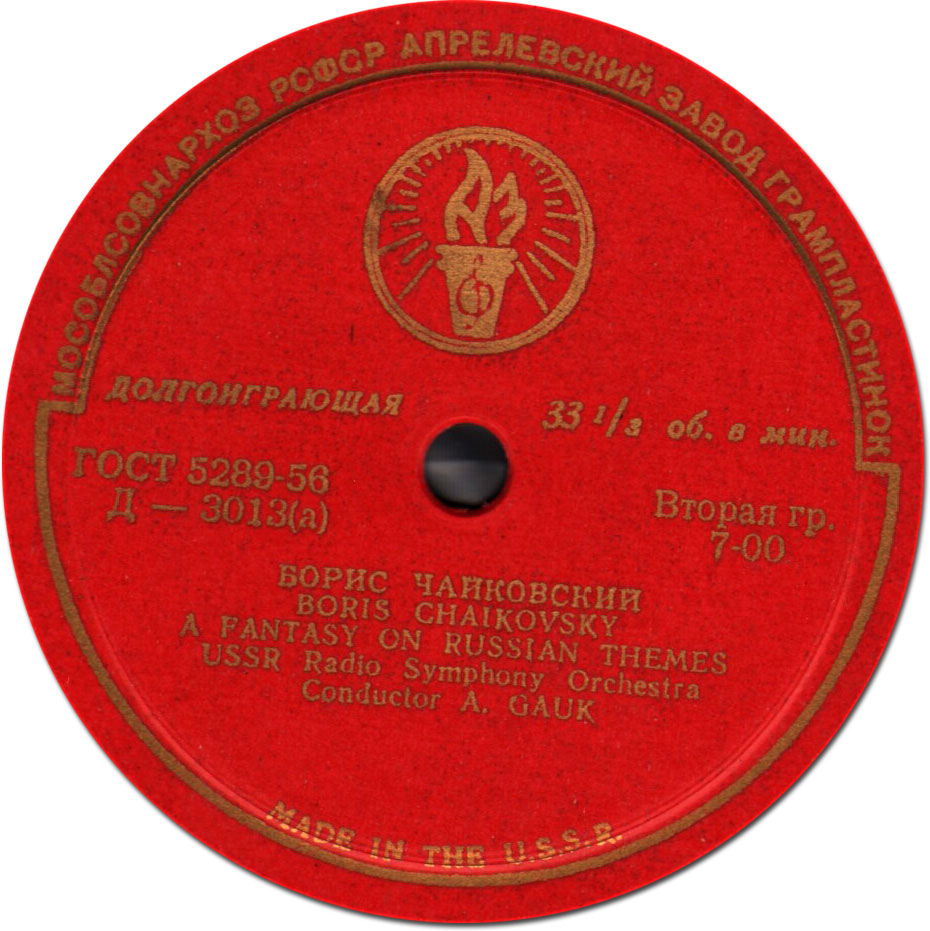 МОСОБЛСОВНАРХОЗ РСФСР АПРЕЛЕВСКИЙ ЗАВОД ГРАМПЛАСТИНОК
АЗ
Ф
ДОЛГОИГРАЮЩАЯ
33 1/3 об. в мин.
ГОСТ 5289-56
Д — 3013(а)
Вторая гр.
7-00
БОРИС ЧАЙКОВСКИЙ
BORIS CHAIKOVSKY
A FANTASY ON RUSSIAN THEMES
USSR Radio Symphony Orchestra
Conductor A. GAUK
MADE IN THE U.S.S.R.